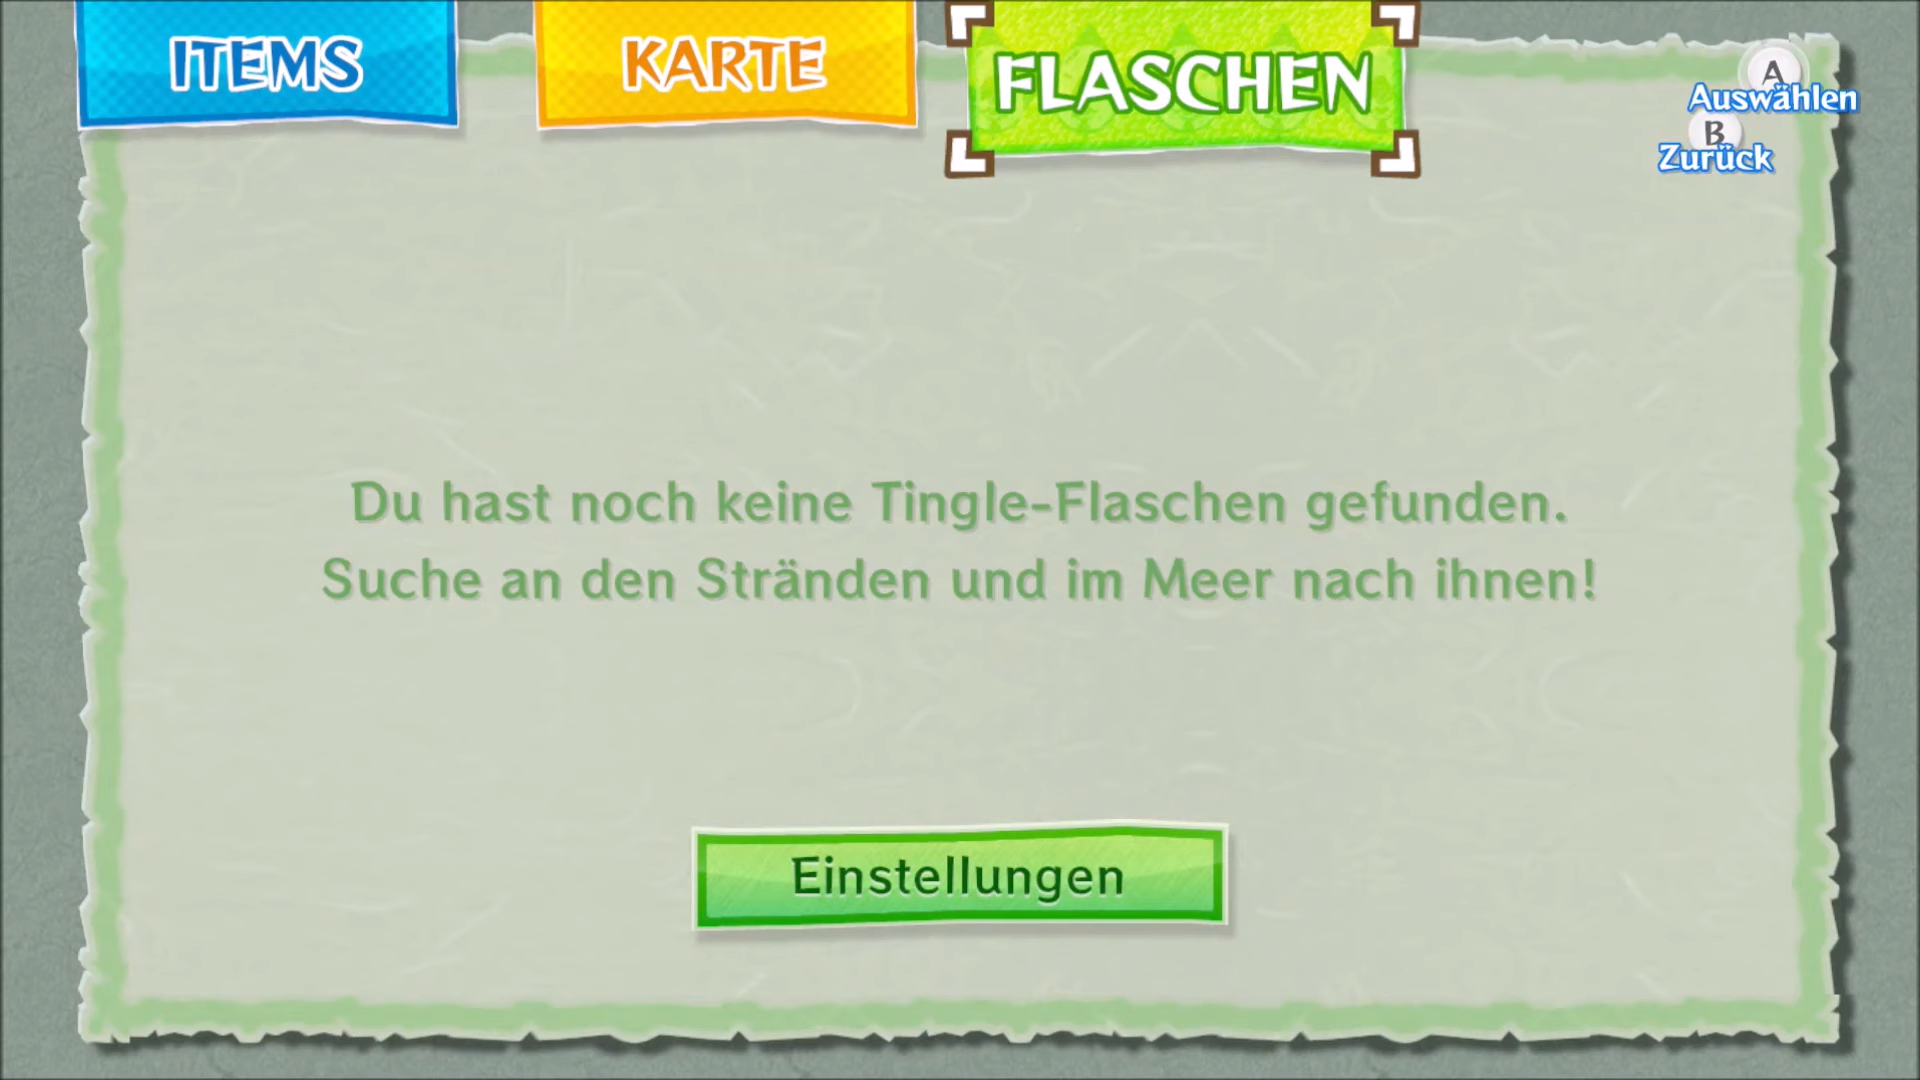 ITEMS
KARTE
FLASCHEN
A
Auswählen
B
Zurück
Du hast noch keine Tingle-Flaschen gefunden.
Suche an den Stränden und im Meer nach ihnen!
Einstellungen